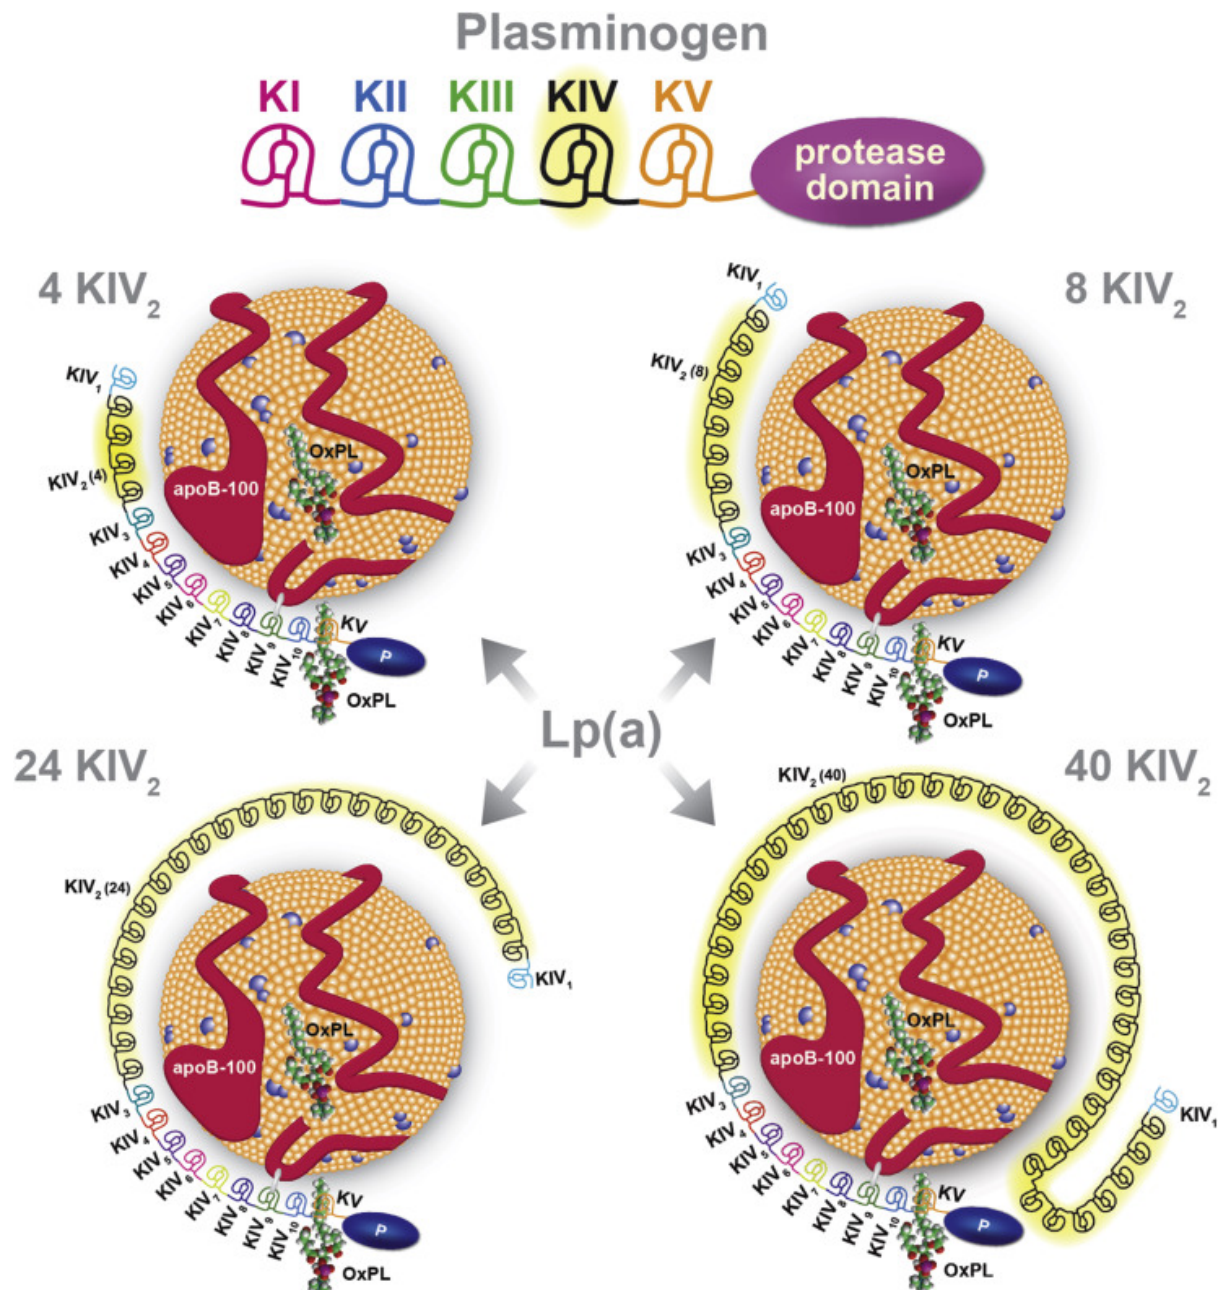 Plasminogen
KI KII KIII KIV KV
protease
domain
4 KIV₂
KIV₁
KIV₂(4)
KIV₃
KIV₄
KIV₅
KIV₆
KIV₇
KIV₈
KIV₉
KIV₁₀
KV
P
OxPL
apoB-100
OxPL
8 KIV₂
KIV₁
KIV₂(8)
KIV₃
KIV₄
KIV₅
KIV₆
KIV₇
KIV₈
KIV₉
KIV₁₀
KV
P
OxPL
apoB-100
OxPL
Lp(a)
24 KIV₂
KIV₂(24)
KIV₁
KIV₃
KIV₄
KIV₅
KIV₆
KIV₇
KIV₈
KIV₉
KIV₁₀
KV
P
OxPL
apoB-100
OxPL
40 KIV₂
KIV₂(40)
KIV₁
KIV₃
KIV₄
KIV₅
KIV₆
KIV₇
KIV₈
KIV₉
KIV₁₀
KV
P
OxPL
apoB-100
OxPL